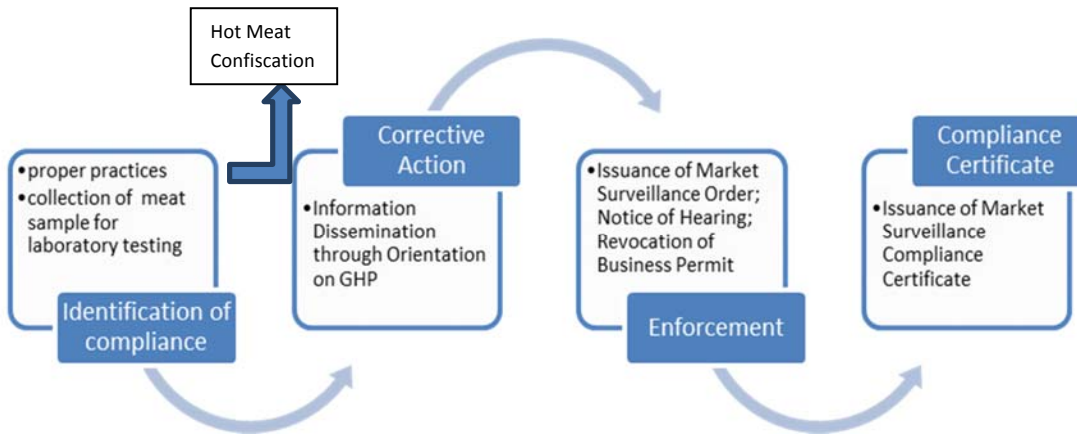 Hot Meat
Confiscation
•proper practices
•collection of meat
sample for
laboratory testing
Identification of
compliance
Corrective
Action
•Information
Dissemination
through Orientation
on GHP
•Issuance of Market
Surveillance Order;
Notice of Hearing;
Revocation of
Business Permit
Enforcement
Compliance
Certificate
•Issuance of Market
Surveillance
Compliance
Certificate